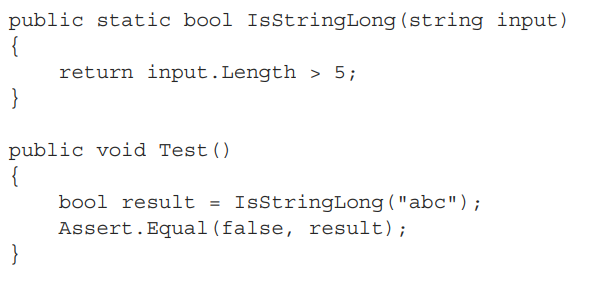 public static bool IsStringLong(string input)
{
    return input.Length > 5;
}

public void Test()
{
    bool result = IsStringLong("abc");
    Assert.Equal(false, result);
}